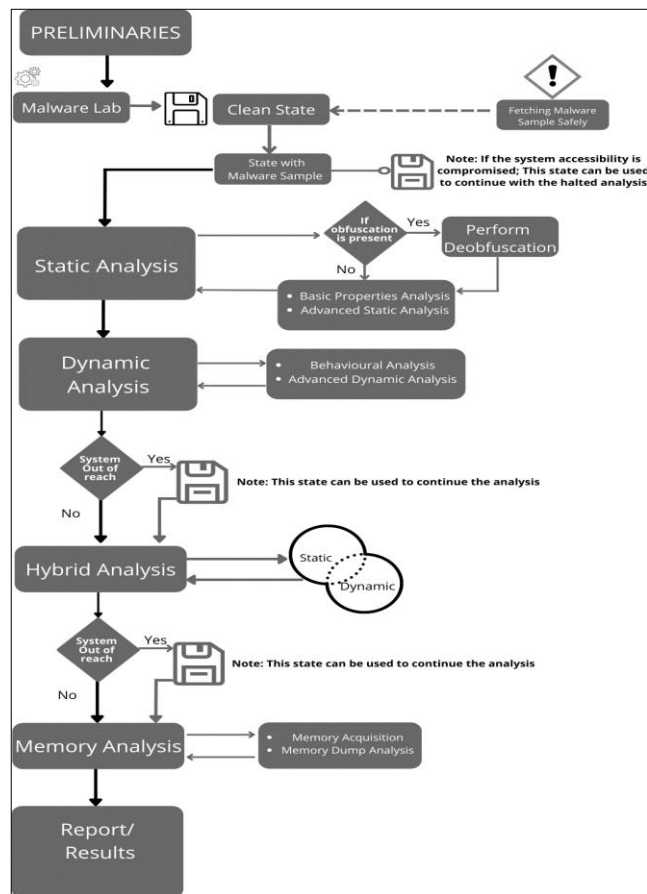 PRELIMINARIES
Malware Lab
Clean State
!
Fetching Malware
Sample Safely
State with
Malware Sample
Note: If the system accessibility is
compromised; This state can be used
to continue with the halted analysis
If
obfuscation
is present
Yes
Perform
Deobfuscation
No
Static Analysis
• Basic Properties Analysis
• Advanced Static Analysis
Dynamic
Analysis
• Behavioural Analysis
• Advanced Dynamic Analysis
System
Out of
reach
Yes
Note: This state can be used to continue the analysis
No
Hybrid Analysis
Static
Dynamic
System
Out of
reach
Yes
Note: This state can be used to continue the analysis
No
Memory Analysis
• Memory Acquisition
• Memory Dump Analysis
Report/
Results